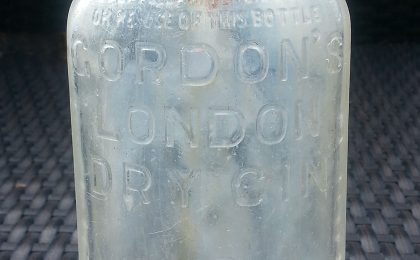 OR REUSE OF THIS BOTTLE
GORDON'S
LONDON
DRY GIN